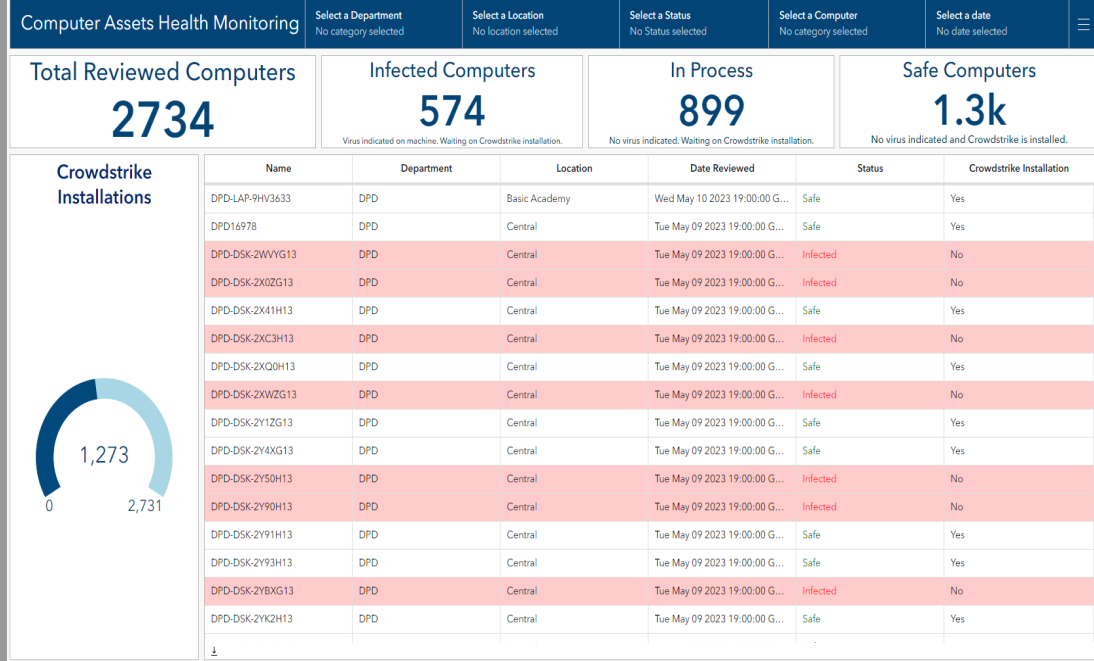 Computer Assets Health Monitoring
Select a Department
No category selected
Select a Location
No location selected
Select a Status
No Status selected
Select a Computer
No category selected
Select a date
No date selected
Total Reviewed Computers
2734
Infected Computers
574
Virus indicated on machine. Waiting on Crowdstrike installation.
In Process
899
No virus indicated. Waiting on Crowdstrike installation.
Safe Computers
1.3k
No virus indicated and Crowdstrike is installed.
Crowdstrike
Installations
1,273
0 2,731
Name Department Location Date Reviewed Status Crowdstrike Installation
DPD-LAP-9HV3633 DPD Basic Academy Wed May 10 2023 19:00:00 G... Safe Yes
DPD16978 DPD Central Tue May 09 2023 19:00:00 G... Safe Yes
DPD-DSK-2WVYG13 DPD Central Tue May 09 2023 19:00:00 G... Infected No
DPD-DSK-2X0ZG13 DPD Central Tue May 09 2023 19:00:00 G... Infected No
DPD-DSK-2X41H13 DPD Central Tue May 09 2023 19:00:00 G... Safe Yes
DPD-DSK-2XC3H13 DPD Central Tue May 09 2023 19:00:00 G... Infected No
DPD-DSK-2XQ0H13 DPD Central Tue May 09 2023 19:00:00 G... Safe Yes
DPD-DSK-2XWZG13 DPD Central Tue May 09 2023 19:00:00 G... Infected No
DPD-DSK-2Y1ZG13 DPD Central Tue May 09 2023 19:00:00 G... Safe Yes
DPD-DSK-2Y4XG13 DPD Central Tue May 09 2023 19:00:00 G... Safe Yes
DPD-DSK-2Y50H13 DPD Central Tue May 09 2023 19:00:00 G... Infected No
DPD-DSK-2Y90H13 DPD Central Tue May 09 2023 19:00:00 G... Infected No
DPD-DSK-2Y91H13 DPD Central Tue May 09 2023 19:00:00 G... Safe Yes
DPD-DSK-2Y93H13 DPD Central Tue May 09 2023 19:00:00 G... Safe Yes
DPD-DSK-2YBXG13 DPD Central Tue May 09 2023 19:00:00 G... Infected No
DPD-DSK-2YK2H13 DPD Central Tue May 09 2023 19:00:00 G... Safe Yes